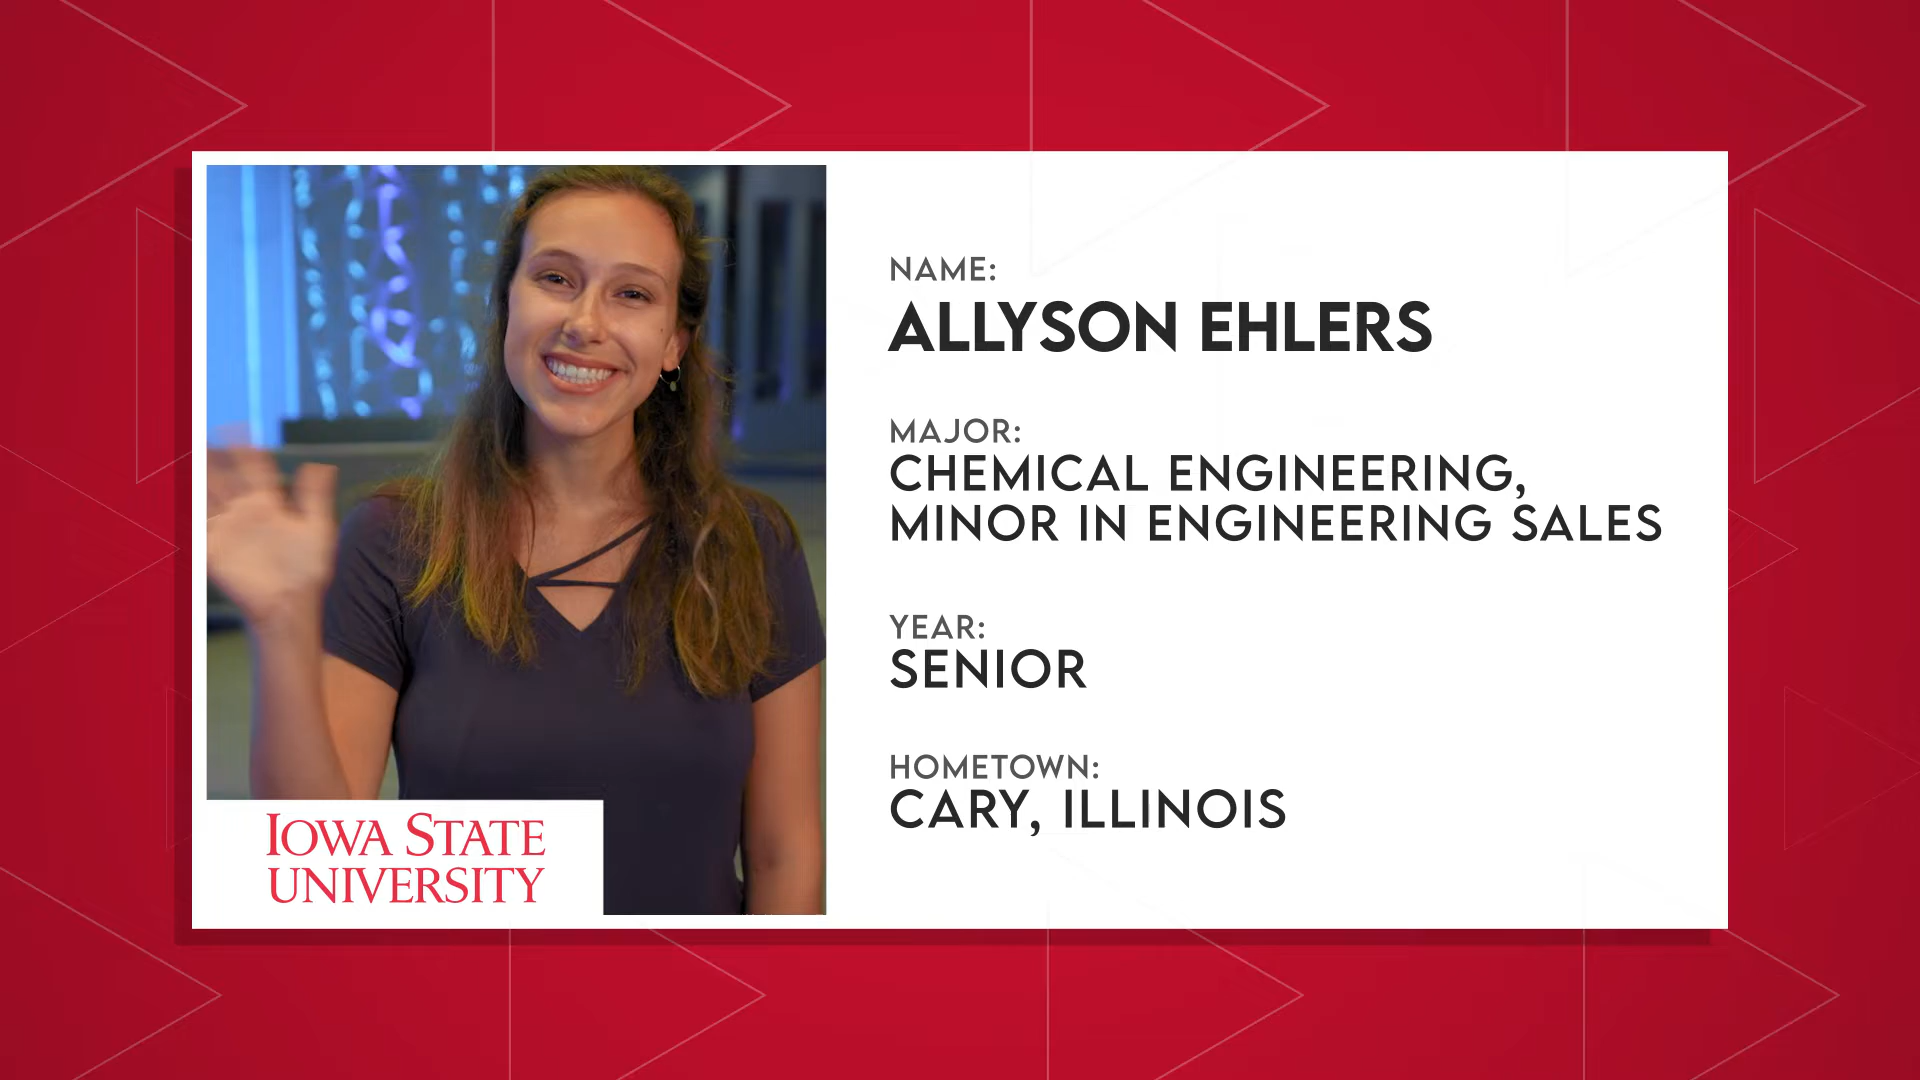 NAME:
ALLYSON EHLERS
MAJOR:
CHEMICAL ENGINEERING,
MINOR IN ENGINEERING SALES
YEAR:
SENIOR
HOMETOWN:
CARY, ILLINOIS
IOWA STATE
UNIVERSITY